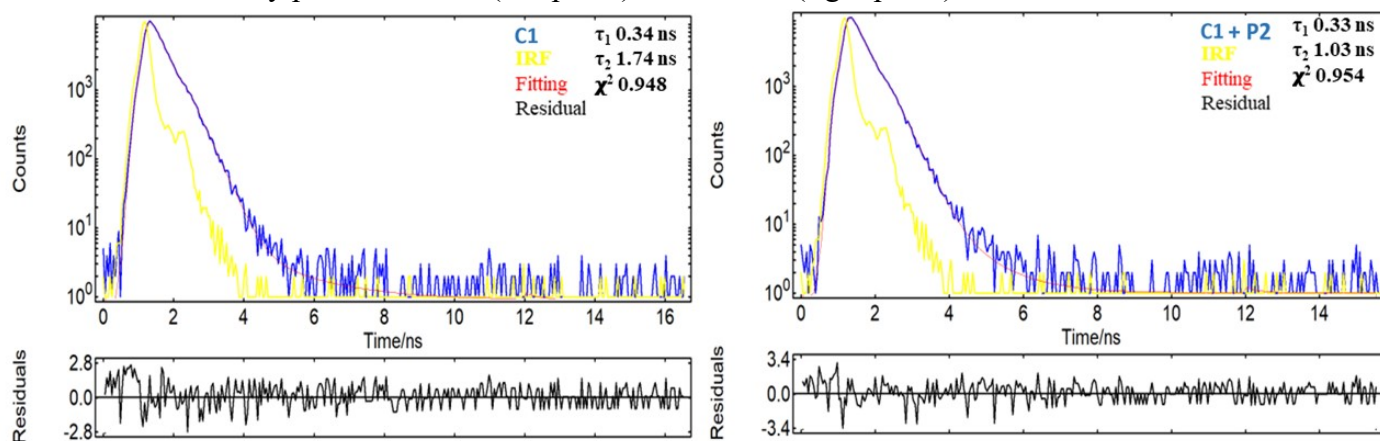 C1 τ₁ 0.34 ns
IRF τ₂ 1.74 ns
Fitting χ² 0.948
Residual
Counts
10³
10²
10¹
10⁰
0 2 4 6 8 10 12 14 16
Time/ns
Residuals
2.8
0.0
-2.8
C1 + P2 τ₁ 0.33 ns
IRF τ₂ 1.03 ns
Fitting χ² 0.954
Residual
Counts
10³
10²
10¹
10⁰
0 2 4 6 8 10 12 14
Time/ns
Residuals
3.4
0.0
-3.4